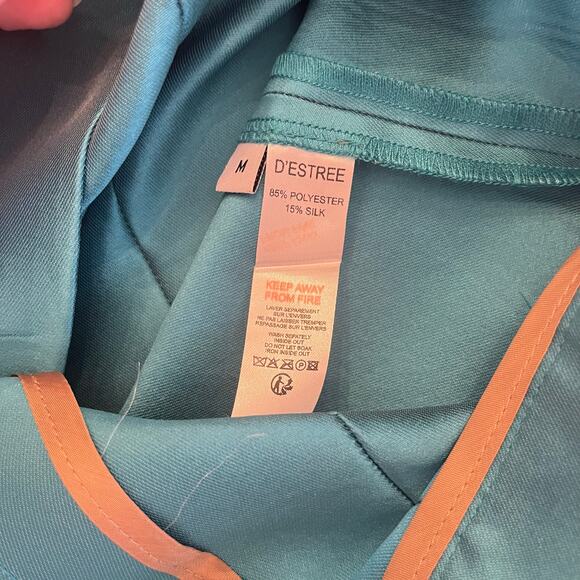 M
D'ESTREE
85% POLYESTER
15% SILK
KEEP AWAY
FROM FIRE
LAVER SEPAREMENT
SUR L'ENVERS
NE PAS LAISSER TREMPER
REPASSAGE SUR L'ENVERS
WASH SEPATELY
INSIDE OUT
DO NOT LET SOAK
IRON INSIDE OUT